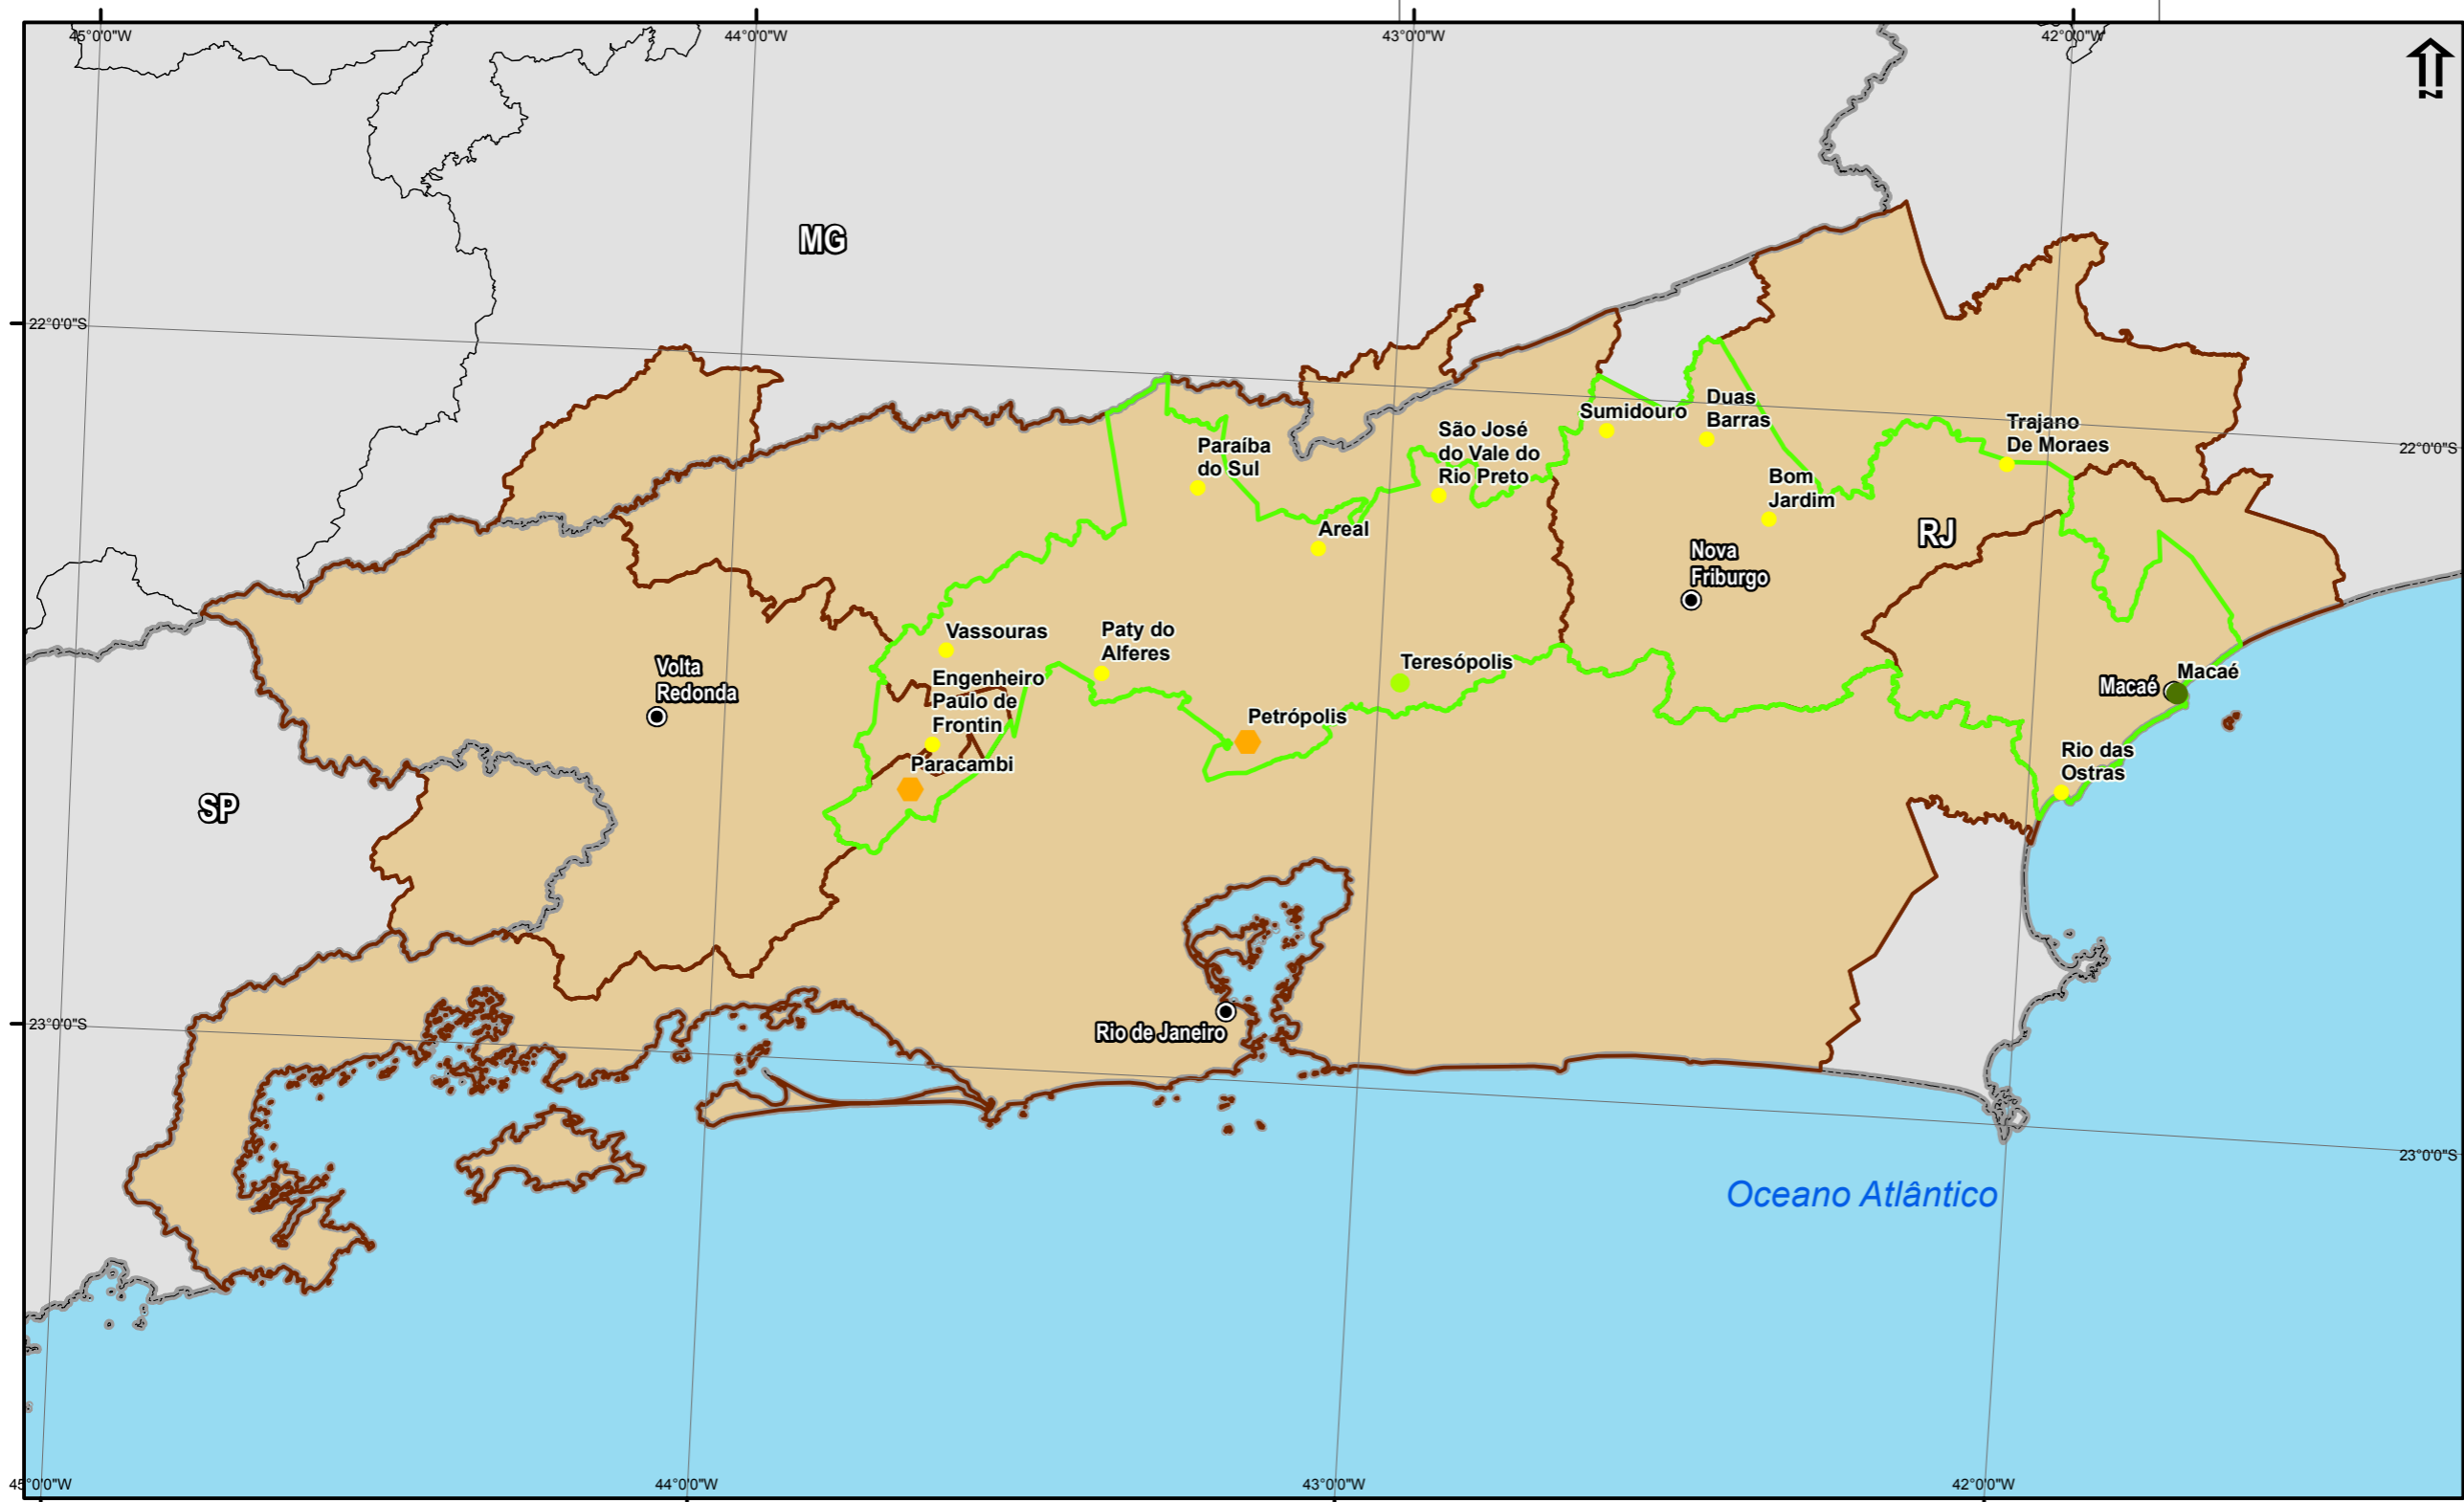 45°0'0"W
44°0'0"W
43°0'0"W
42°0'0"W
N
MG
22°0'0"S
Duas
Barras
Sumidouro
Trajano
De Moraes
São José
do Vale do
Rio Preto
Paraíba
do Sul
22°0'0"S
Bom
Jardim
Areal
RJ
Nova
Friburgo
Vassouras
Paty do
Alferes
Teresópolis
Volta
Redonda
Engenheiro
Paulo de
Frontin
Macaé
Macaé
Petrópolis
Rio das
Ostras
Paracambi
SP
23°0'0"S
Rio de Janeiro
23°0'0"S
Oceano Atlântico
45°0'0"W
44°0'0"W
43°0'0"W
42°0'0"W